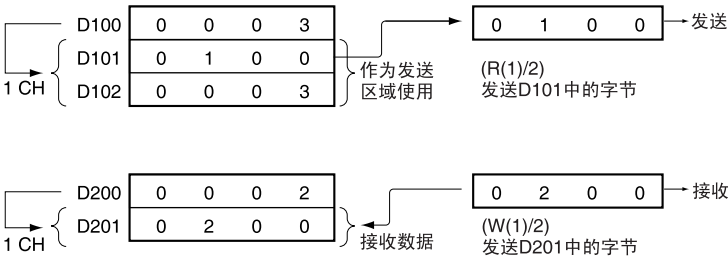 D100 0 0 0 3
0 1 0 0 发送
D101 0 1 0 0
1 CH
D102 0 0 0 3
作为发送
区域使用
(R(1)/2)
发送D101中的字节
D200 0 0 0 2
0 2 0 0 接收
D201 0 2 0 0
1 CH
接收数据
(W(1)/2)
发送D201中的字节